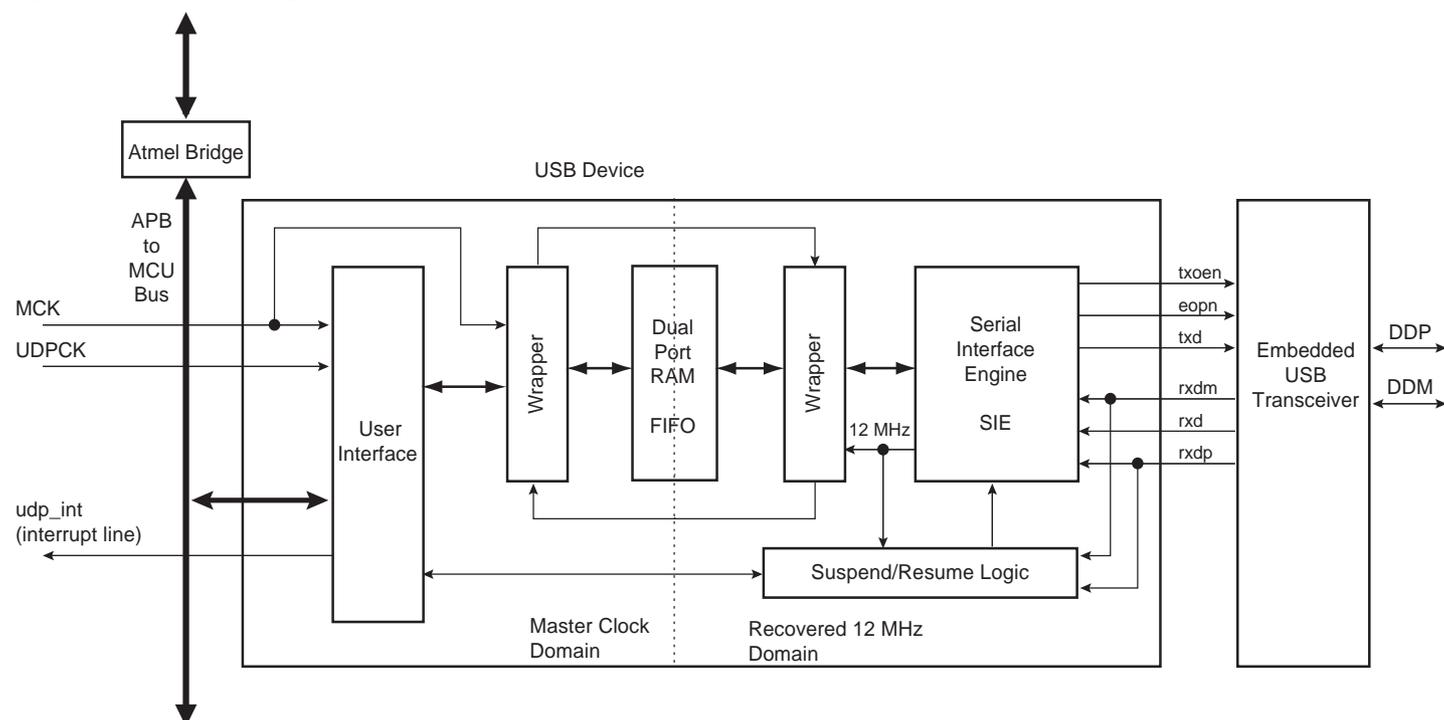 Atmel Bridge
USB Device
APB
to
MCU
Bus
MCK
UDPCK
udp_int
(interrupt line)
User
Interface
Wrapper
Dual
Port
RAM
FIFO
Wrapper
12 MHz
Serial
Interface
Engine
SIE
Suspend/Resume Logic
Master Clock
Domain
Recovered 12 MHz
Domain
txoen
eopn
txd
rxdm
rxd
rxdp
Embedded
USB
Transceiver
DDP
DDM